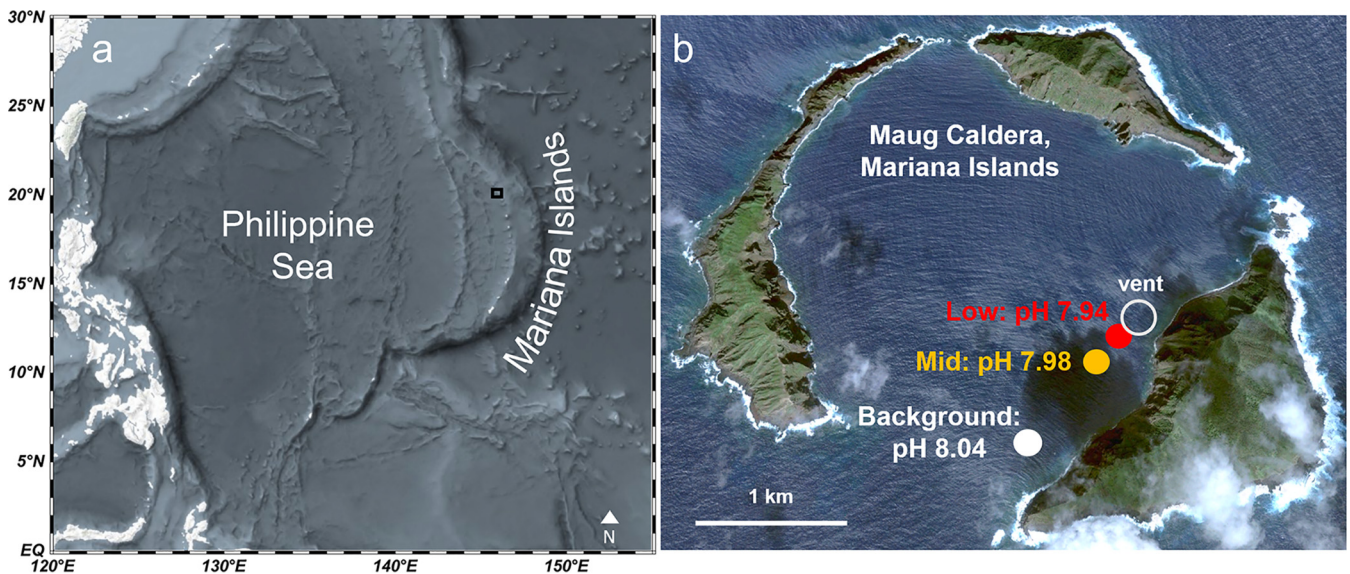 a
30°N
25°N
20°N
15°N
10°N
5°N
EQ
120°E
130°E
140°E
150°E
Philippine
Sea
Mariana Islands
N
b
Maug Caldera,
Mariana Islands
vent
Low: pH 7.94
Mid: pH 7.98
Background:
pH 8.04
1 km